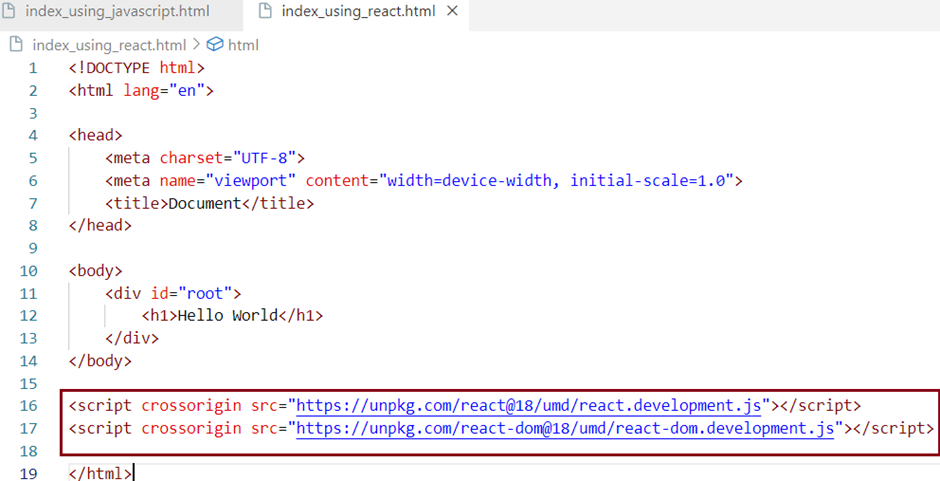 index_using_javascript.html index_using_react.html ×
index_using_react.html > html
1 <!DOCTYPE html>
2 <html lang="en">
3
4 <head>
5 <meta charset="UTF-8">
6 <meta name="viewport" content="width=device-width, initial-scale=1.0">
7 <title>Document</title>
8 </head>
9
10 <body>
11 <div id="root">
12 <h1>Hello World</h1>
13 </div>
14 </body>
15
16 <script crossorigin src="https://unpkg.com/react@18/umd/react.development.js"></script>
17 <script crossorigin src="https://unpkg.com/react-dom@18/umd/react-dom.development.js"></script>
18
19 </html>